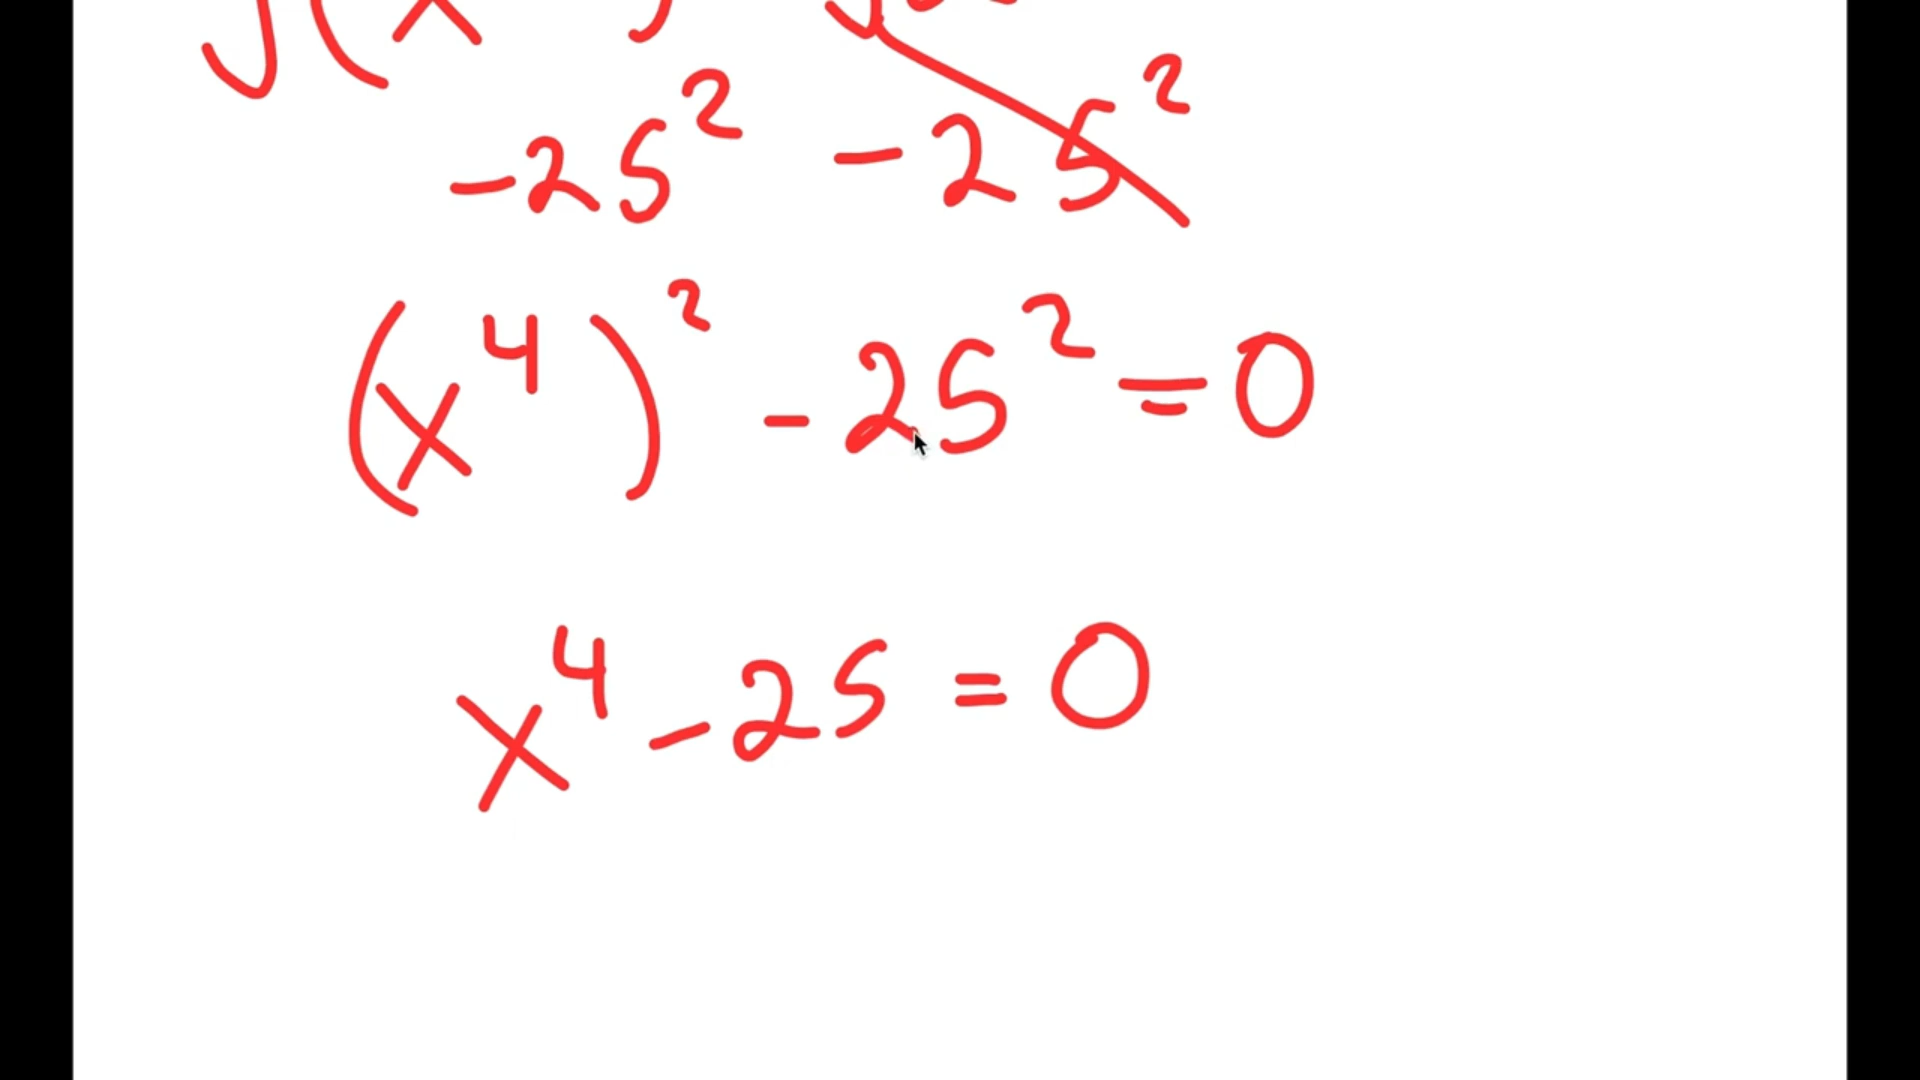 -25² -25²
(x⁴)² - 25² = 0
x⁴ - 25 = 0